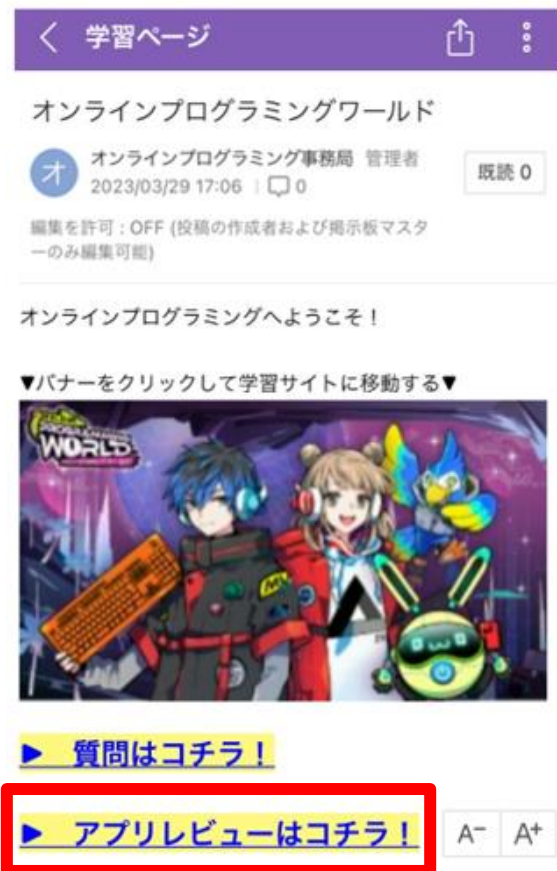 学習ページ
オンラインプログラミングワールド
オ
オンラインプログラミング事務局 管理者
既読 0
2023/03/29 17:06 0
編集を許可 : OFF (投稿の作成者および掲示板マスタ
ーのみ編集可能)
オンラインプログラミングへようこそ！
▼バナーをクリックして学習サイトに移動する▼
WORLD
▶ 質問はコチラ！
▶ アプリレビューはコチラ！
A- A+